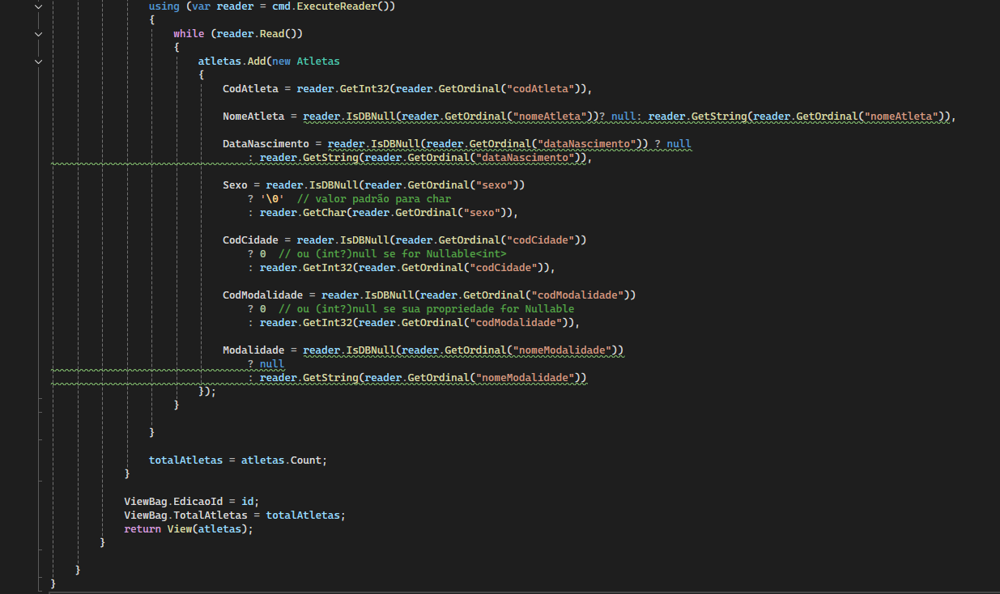 using (var reader = cmd.ExecuteReader())
{
while (reader.Read())
{
atletas.Add(new Atletas
{
CodAtleta = reader.GetInt32(reader.GetOrdinal("codAtleta")),
NomeAtleta = reader.IsDBNull(reader.GetOrdinal("nomeAtleta"))? null: reader.GetString(reader.GetOrdinal("nomeAtleta")),
DataNascimento = reader.IsDBNull(reader.GetOrdinal("dataNascimento")) ? null
: reader.GetString(reader.GetOrdinal("dataNascimento")),
Sexo = reader.IsDBNull(reader.GetOrdinal("sexo"))
? '\0'  // valor padrão para char
: reader.GetChar(reader.GetOrdinal("sexo")),
CodCidade = reader.IsDBNull(reader.GetOrdinal("codCidade"))
? 0  // ou (int?)null se for Nullable<int>
: reader.GetInt32(reader.GetOrdinal("codCidade")),
CodModalidade = reader.IsDBNull(reader.GetOrdinal("codModalidade"))
? 0  // ou (int?)null se sua propriedade for Nullable
: reader.GetInt32(reader.GetOrdinal("codModalidade")),
Modalidade = reader.IsDBNull(reader.GetOrdinal("nomeModalidade"))
? null
: reader.GetString(reader.GetOrdinal("nomeModalidade"))
});
}
}
totalAtletas = atletas.Count;
}
ViewBag.EdicaoId = id;
ViewBag.TotalAtletas = totalAtletas;
return View(atletas);
}
}
}